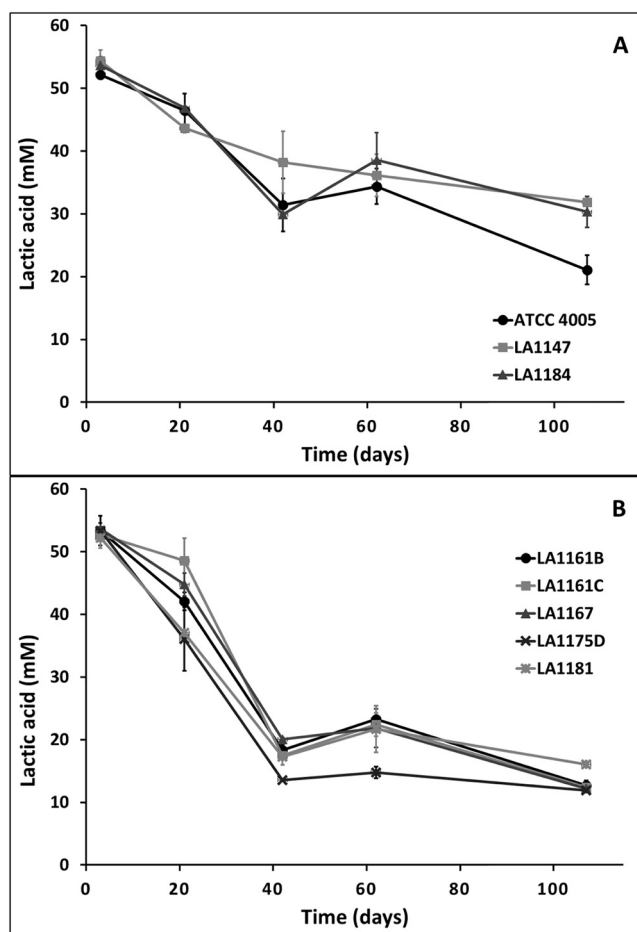 A
60
50
40
30
20
10
0
Lactic acid (mM)
ATCC 4005
LA1147
LA1184
0 20 40 60 80 100
Time (days)
B
60
50
40
30
20
10
0
Lactic acid (mM)
LA1161B
LA1161C
LA1167
LA1175D
LA1181
0 20 40 60 80 100
Time (days)